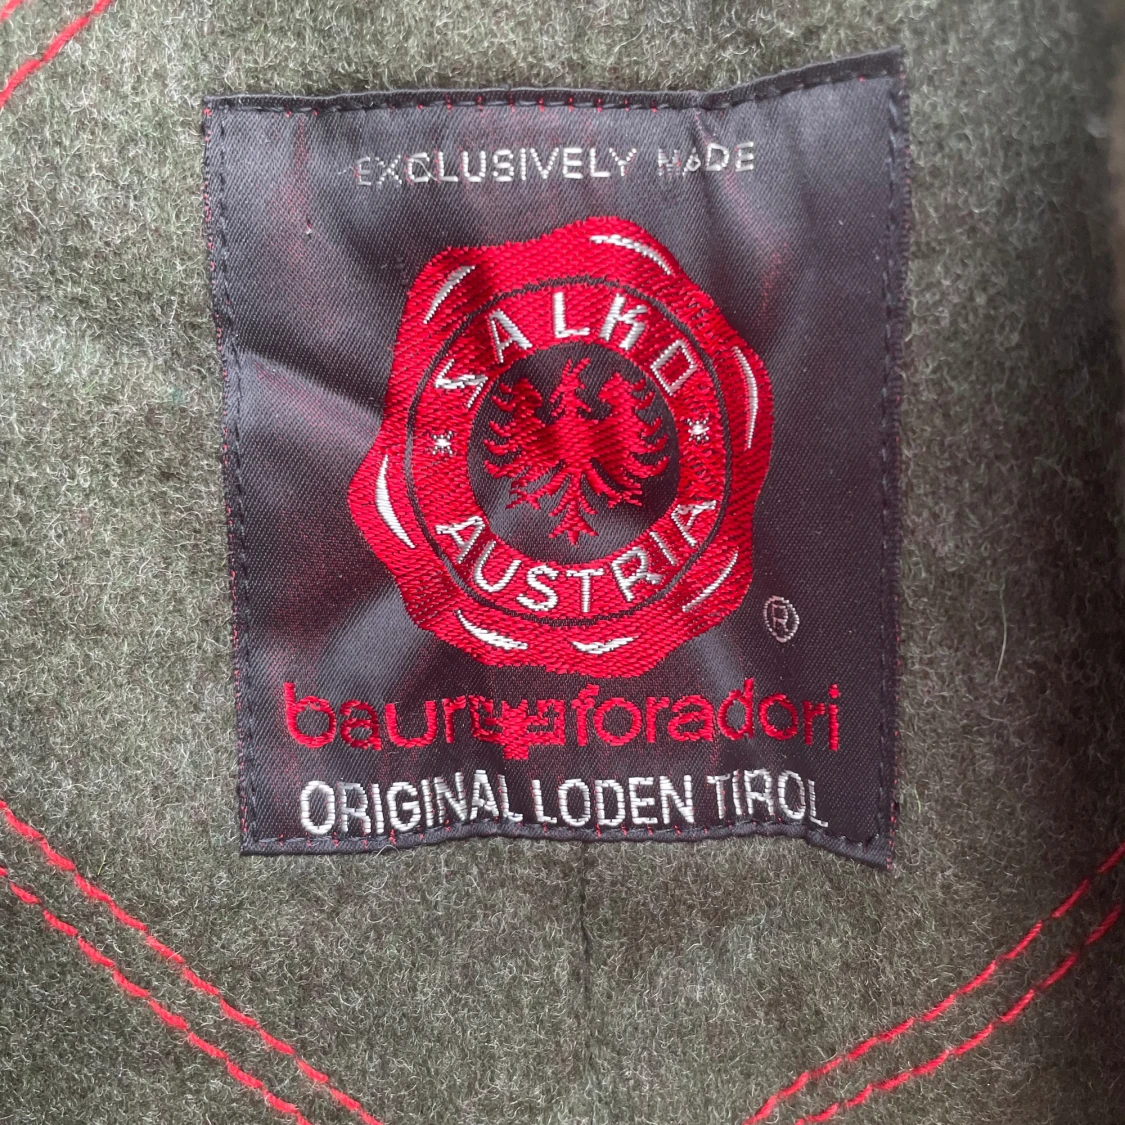 EXCLUSIVELY MADE
SALKO
AUSTRIA
®
baur foradori
ORIGINAL LODEN TIROL